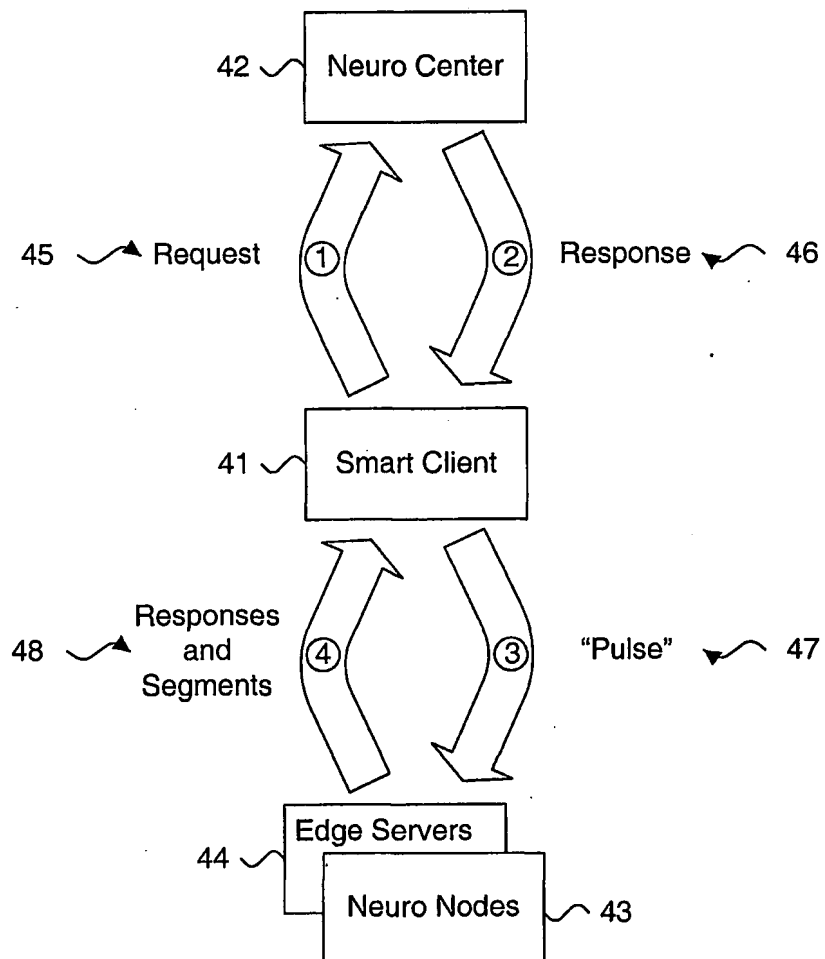 42 Neuro Center
45 Request 1 2 Response 46
41 Smart Client
48 Responses and Segments 4 3 “Pulse” 47
Edge Servers
44
Neuro Nodes 43